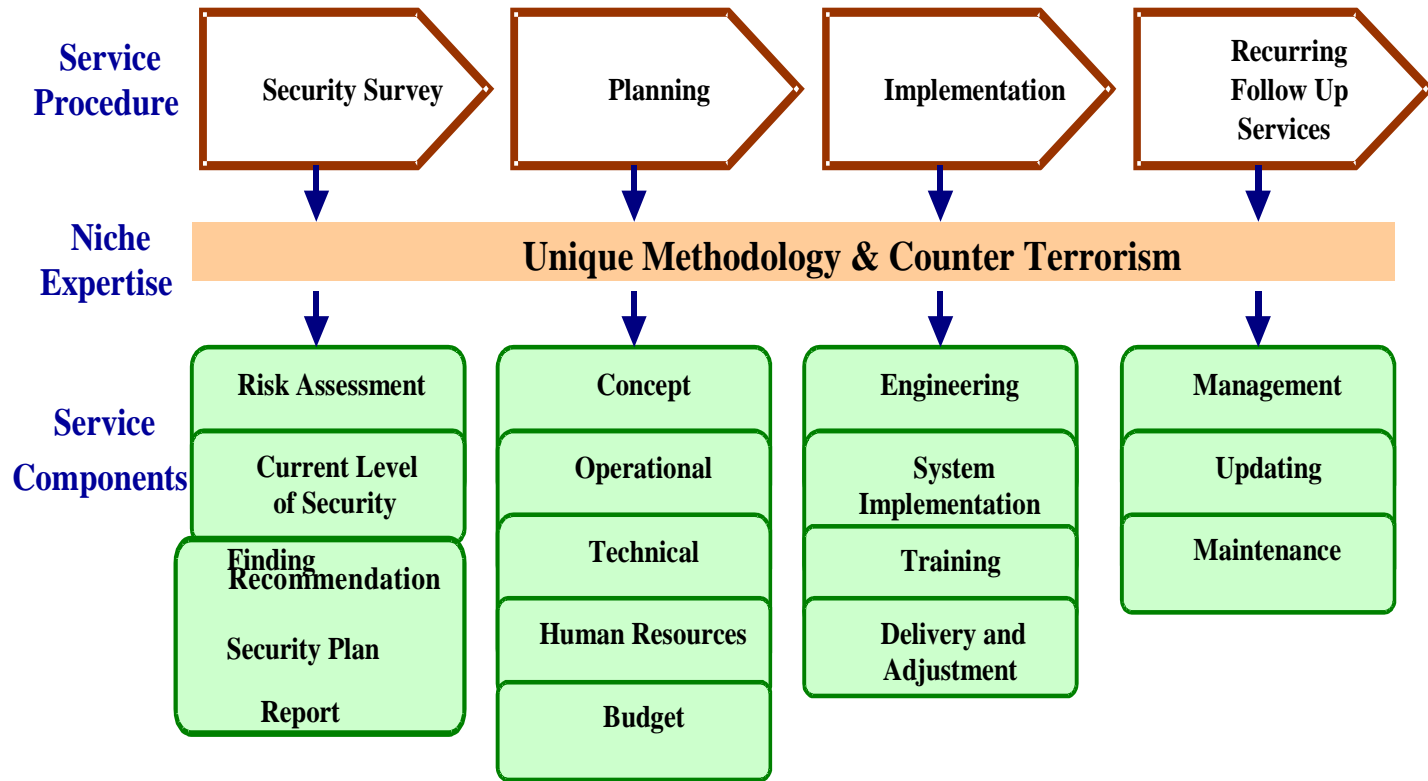 Service
Procedure
Security Survey
Planning
Implementation
Recurring
Follow Up
Services
Niche
Expertise
Unique Methodology & Counter Terrorism
Service
Components
Risk Assessment
Current Level
of Security
Finding
Recommendation
Security Plan
Report
Concept
Operational
Technical
Human Resources
Budget
Engineering
System
Implementation
Training
Delivery and
Adjustment
Management
Updating
Maintenance